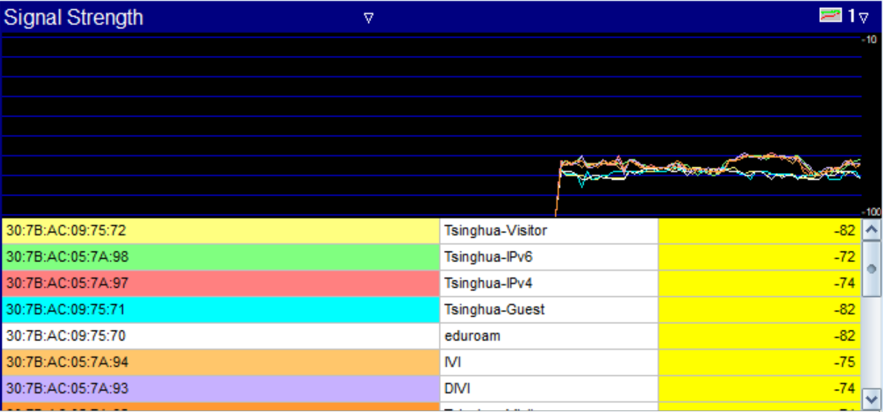 Signal Strength 1
-10
-100
30:7B:AC:09:75:72 Tsinghua-Visitor -82
30:7B:AC:05:7A:98 Tsinghua-IPv6 -72
30:7B:AC:05:7A:97 Tsinghua-IPv4 -74
30:7B:AC:09:75:71 Tsinghua-Guest -82
30:7B:AC:09:75:70 eduroam -82
30:7B:AC:05:7A:94 IVI -75
30:7B:AC:05:7A:93 DIVI -74